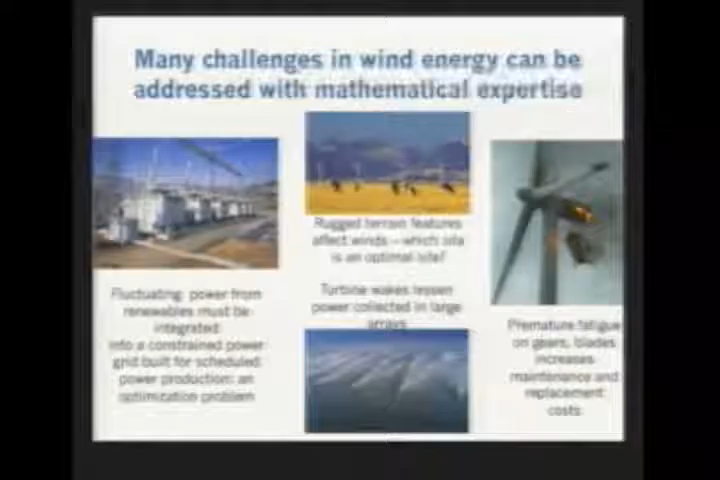 Many challenges in wind energy can be
addressed with mathematical expertise
Fluctuating power from
renewables must be
integrated
into a constrained power
grid built for scheduled
power production: an
optimization problem
Rugged terrain features
affect winds – which site
is an optimal site?
Turbine wakes lessen
power collected in large
arrays
Premature fatigue
on gears, blades
increases
maintenance and
replacement
costs